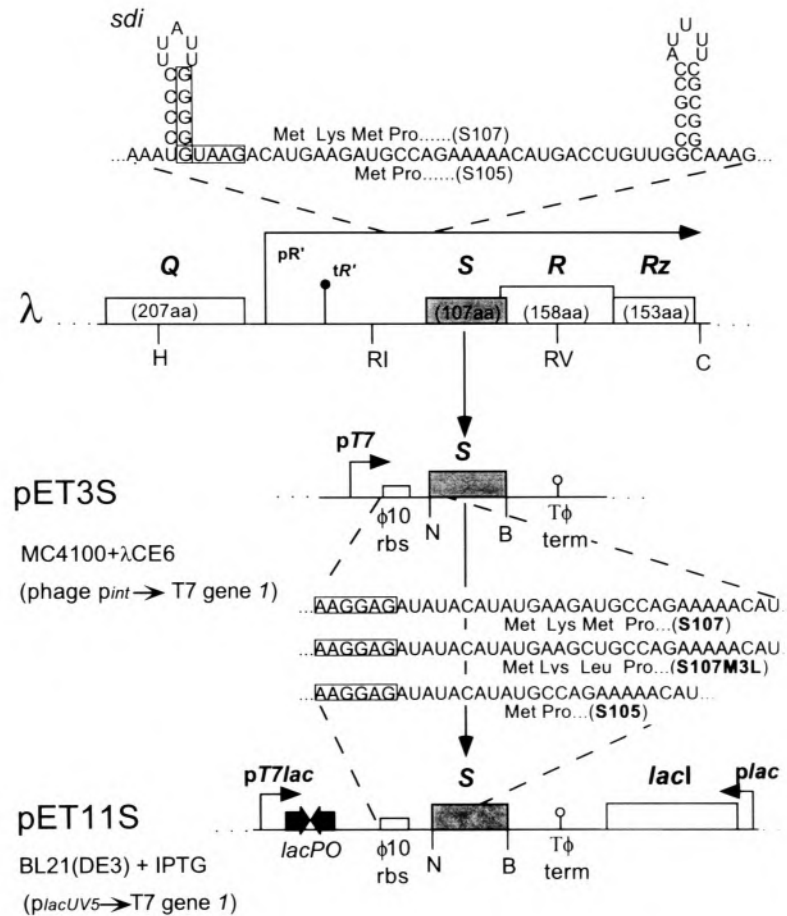 sdi
A
U U
U U
C G
C G
C G
C G
U
U U
U U
A C
C C
C G
G C
C G
C G
Met Lys Met Pro......(S107)
...AAAUGUAAGACAUGAAGAUGCCAGAAAAACAUGACCUGUUGGCAAAG...
Met Pro......(S105)
pR'
tR'
Q S R Rz
λ (207aa) (107aa) (158aa) (153aa)
H RI RV C
pT7 S
pET3S
ϕ10 N B Tϕ
rbs term
MC4100+λCE6
(phage pint → T7 gene 1)
...AAGGAGAUAUACAUAUGAAGAUGCCAGAAAAACAU...
Met Lys Met Pro...(S107)
...AAGGAGAUAUACAUAUGAAGCUGCCAGAAAAACAU...
Met Lys Leu Pro...(S107M3L)
...AAGGAGAUAUACAUAUGCCAGAAAAACAU...
Met Pro...(S105)
pT7lac S lacI plac
pET11S
lacPO ϕ10 N B Tϕ
rbs term
BL21(DE3) + IPTG
(placUV5→T7 gene 1)